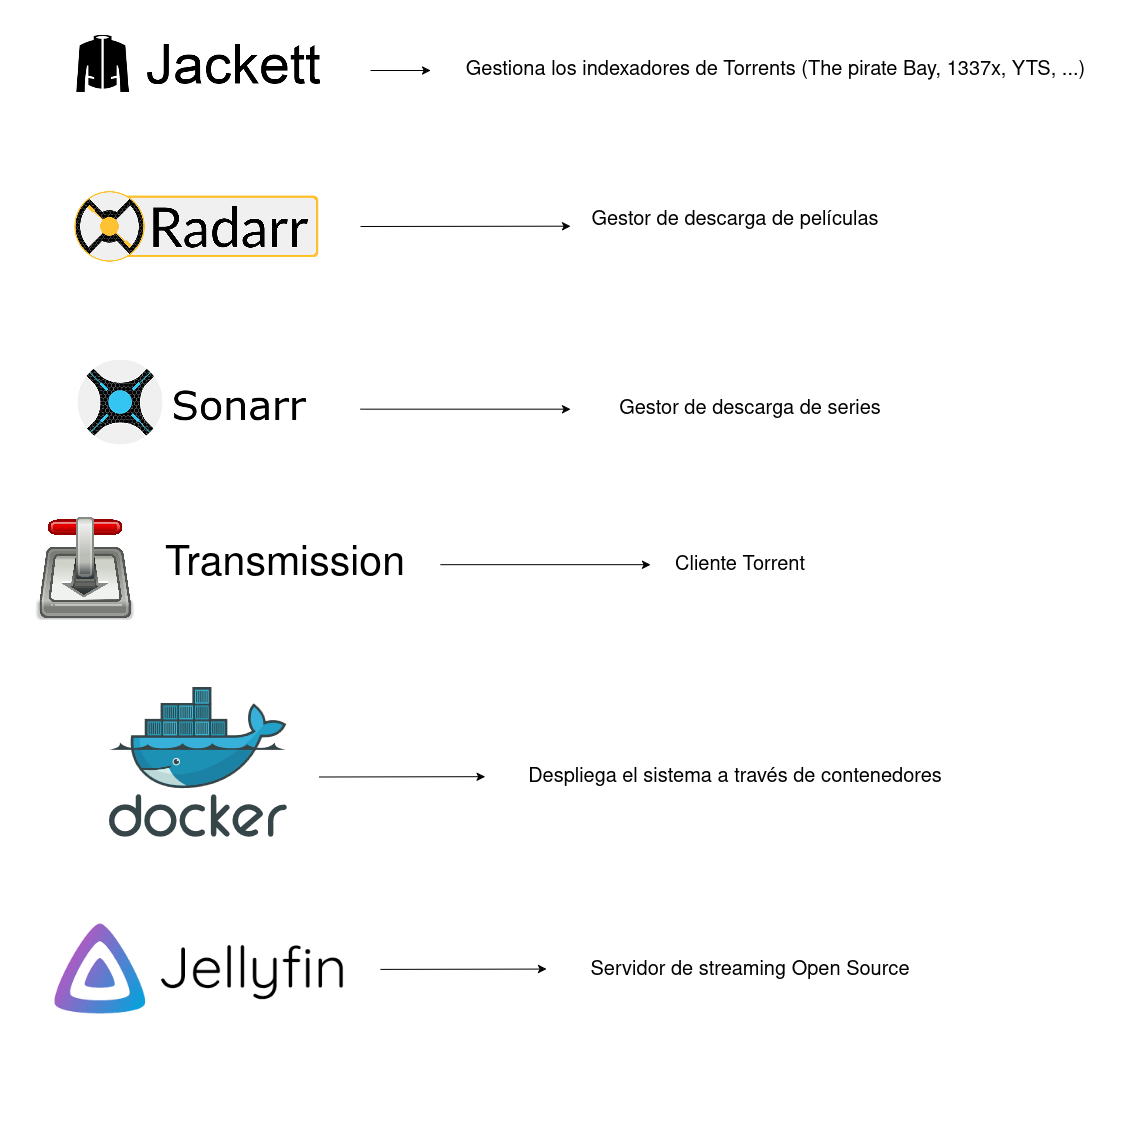 Jackett
Gestiona los indexadores de Torrents (The pirate Bay, 1337x, YTS, ...)
Radarr
Gestor de descarga de películas
Sonarr
Gestor de descarga de series
Transmission
Cliente Torrent
docker
Despliega el sistema a través de contenedores
Jellyfin
Servidor de streaming Open Source